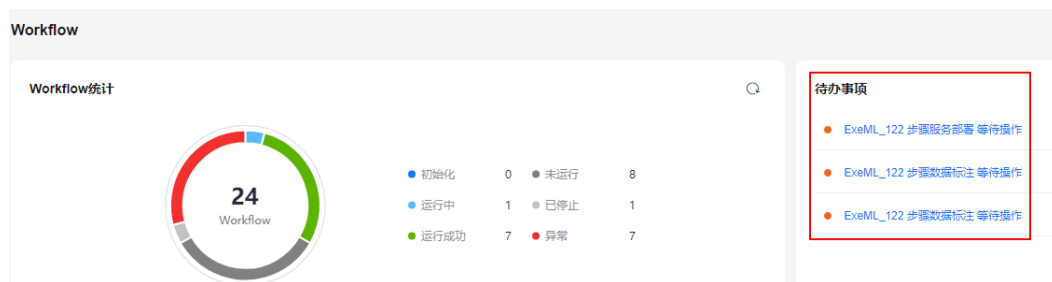 Workflow
Workflow统计
24
Workflow
初始化 0 未运行 8
运行中 1 已停止 1
运行成功 7 异常 7
待办事项
ExeML_122 步骤服务部署 等待操作
ExeML_122 步骤数据标注 等待操作
ExeML_122 步骤数据标注 等待操作